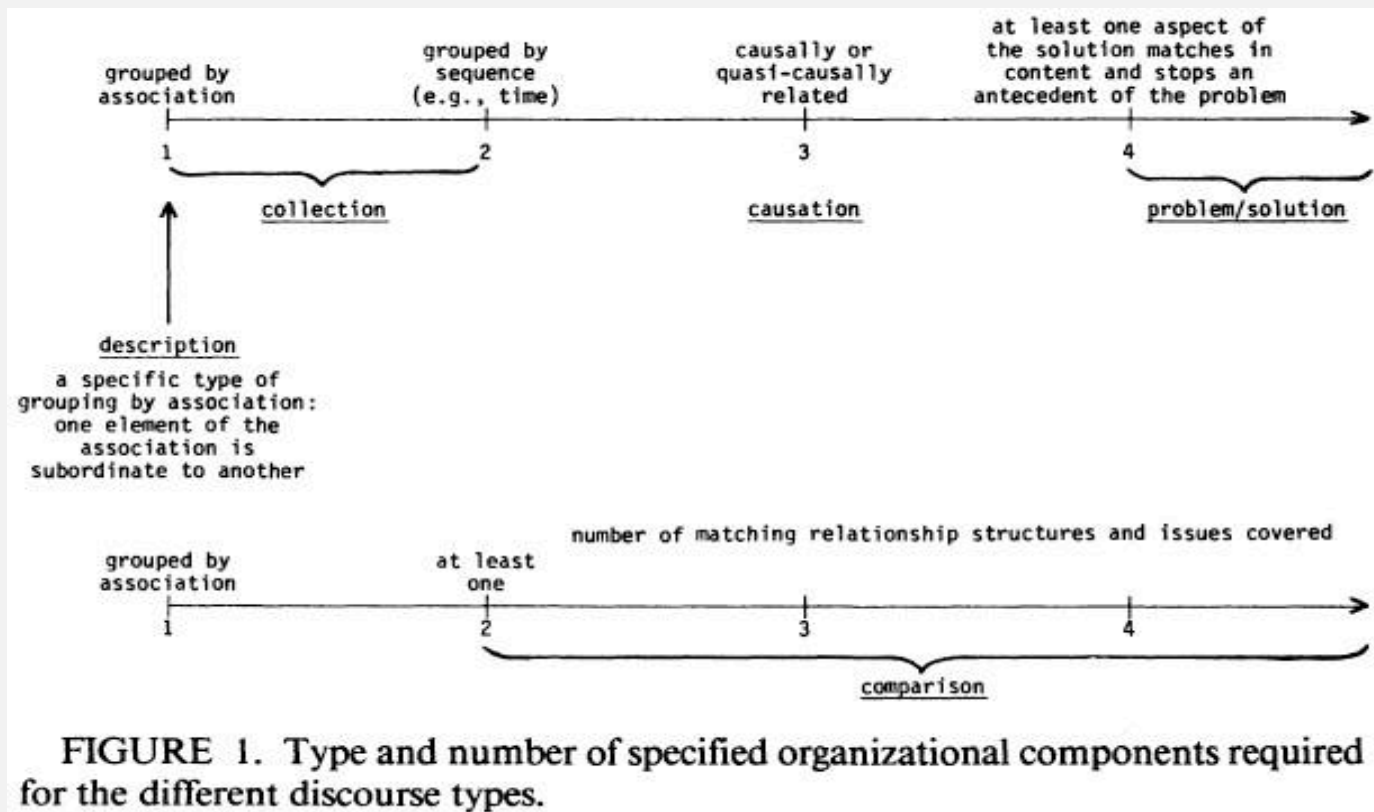 grouped by
association
grouped by
sequence
(e.g., time)
causally or
quasi-causally
related
at least one aspect of
the solution matches in
content and stops an
antecedent of the problem
1
2
3
4
collection
causation
problem/solution
description
a specific type of
grouping by association:
one element of the
association is
subordinate to another
number of matching relationship structures and issues covered
grouped by
association
at least
one
1
2
3
4
comparison
FIGURE 1. Type and number of specified organizational components required
for the different discourse types.